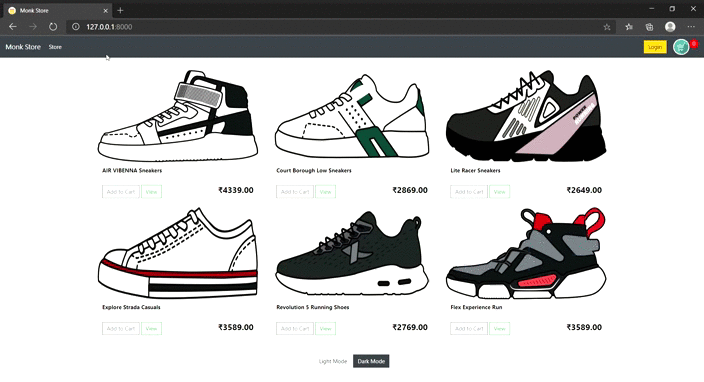 Monk Store
127.0.0.1:8000
Monk Store Store Login 0
AIR VIBENNA Sneakers
Court Borough Low Sneakers
Lite Racer Sneakers
Add to Cart View ₹4339.00
Add to Cart View ₹2869.00
Add to Cart View ₹2649.00
Explore Strada Casuals
Revolution 5 Running Shoes
Flex Experience Run
Add to Cart View ₹3589.00
Add to Cart View ₹2769.00
Add to Cart View ₹3589.00
Light Mode Dark Mode